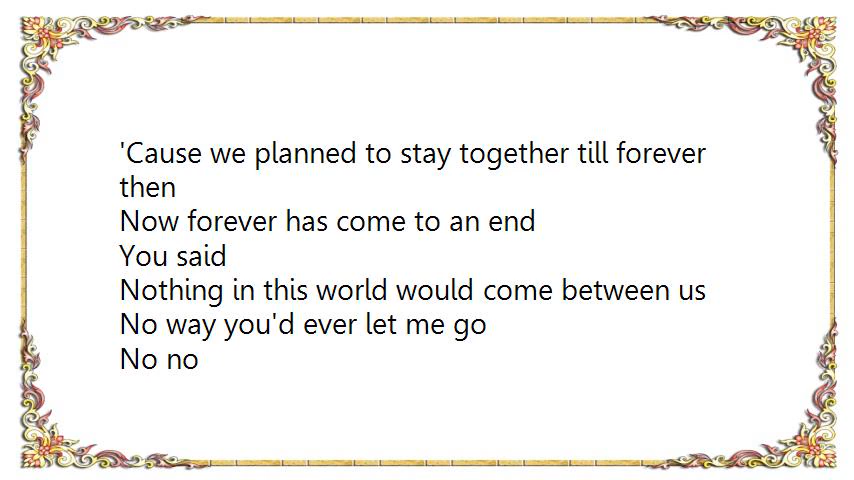 'Cause we planned to stay together till forever
then
Now forever has come to an end
You said
Nothing in this world would come between us
No way you'd ever let me go
No no